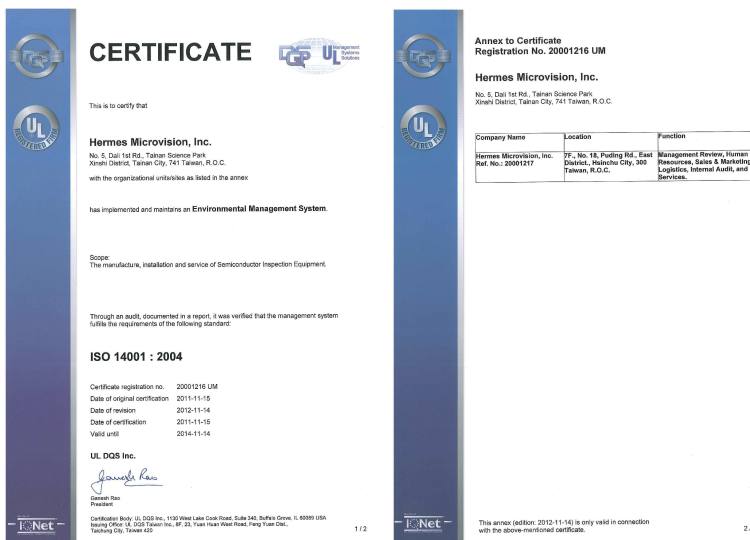 CERTIFICATE
DQS
UL
Management
Systems
Solutions
UL
REGISTERED FIRM
This is to certify that
Hermes Microvision, Inc.
No. 5, Dali 1st Rd., Tainan Science Park
Xinshi District, Tainan City, 741 Taiwan, R.O.C.
with the organizational units/sites as listed in the annex
has implemented and maintains an Environmental Management System.
Scope:
The manufacture, installation and service of Semiconductor Inspection Equipment.
Through an audit, documented in a report, it was verified that the management system
fulfills the requirements of the following standard:
ISO 14001 : 2004
Certificate registration no. 20001216 UM
Date of original certification 2011-11-15
Date of revision 2012-11-14
Date of certification 2011-11-15
Valid until 2014-11-14
UL DQS Inc.
Ganesh Rao
Ganesh Rao
President
IQNet
Certification Body: UL DQS Inc., 1130 West Lake Cook Road, Suite 340, Buffalo Grove, IL 60089 USA
Issuing Office: UL DQS Taiwan Inc., 8F, 23, Yuan Huan West Road, Feng Yuan Dist.,
Taichung City, Taiwan 420
1 / 2
Annex to Certificate
Registration No. 20001216 UM
UL
REGISTERED FIRM
Hermes Microvision, Inc.
No. 5, Dali 1st Rd., Tainan Science Park
Xinshi District, Tainan City, 741 Taiwan, R.O.C.
Company Name Location Function
Hermes Microvision, Inc. 7F., No. 18, Puding Rd., East Management Review, Human
Ref. No.: 20001217 District., Hsinchu City, 300 Resources, Sales & Marketing
Taiwan, R.O.C. Logistics, Internal Audit, and
Services.
IQNet
This annex (edition: 2012-11-14) is only valid in connection
with the above-mentioned certificate.
2